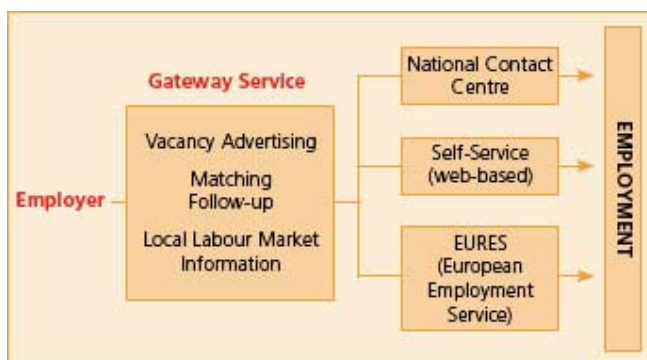 Gateway Service
Employer
Vacancy Advertising
Matching
Follow-up
Local Labour Market
Information
National Contact
Centre
Self-Service
(web-based)
EURES
(European
Employment
Service)
EMPLOYMENT